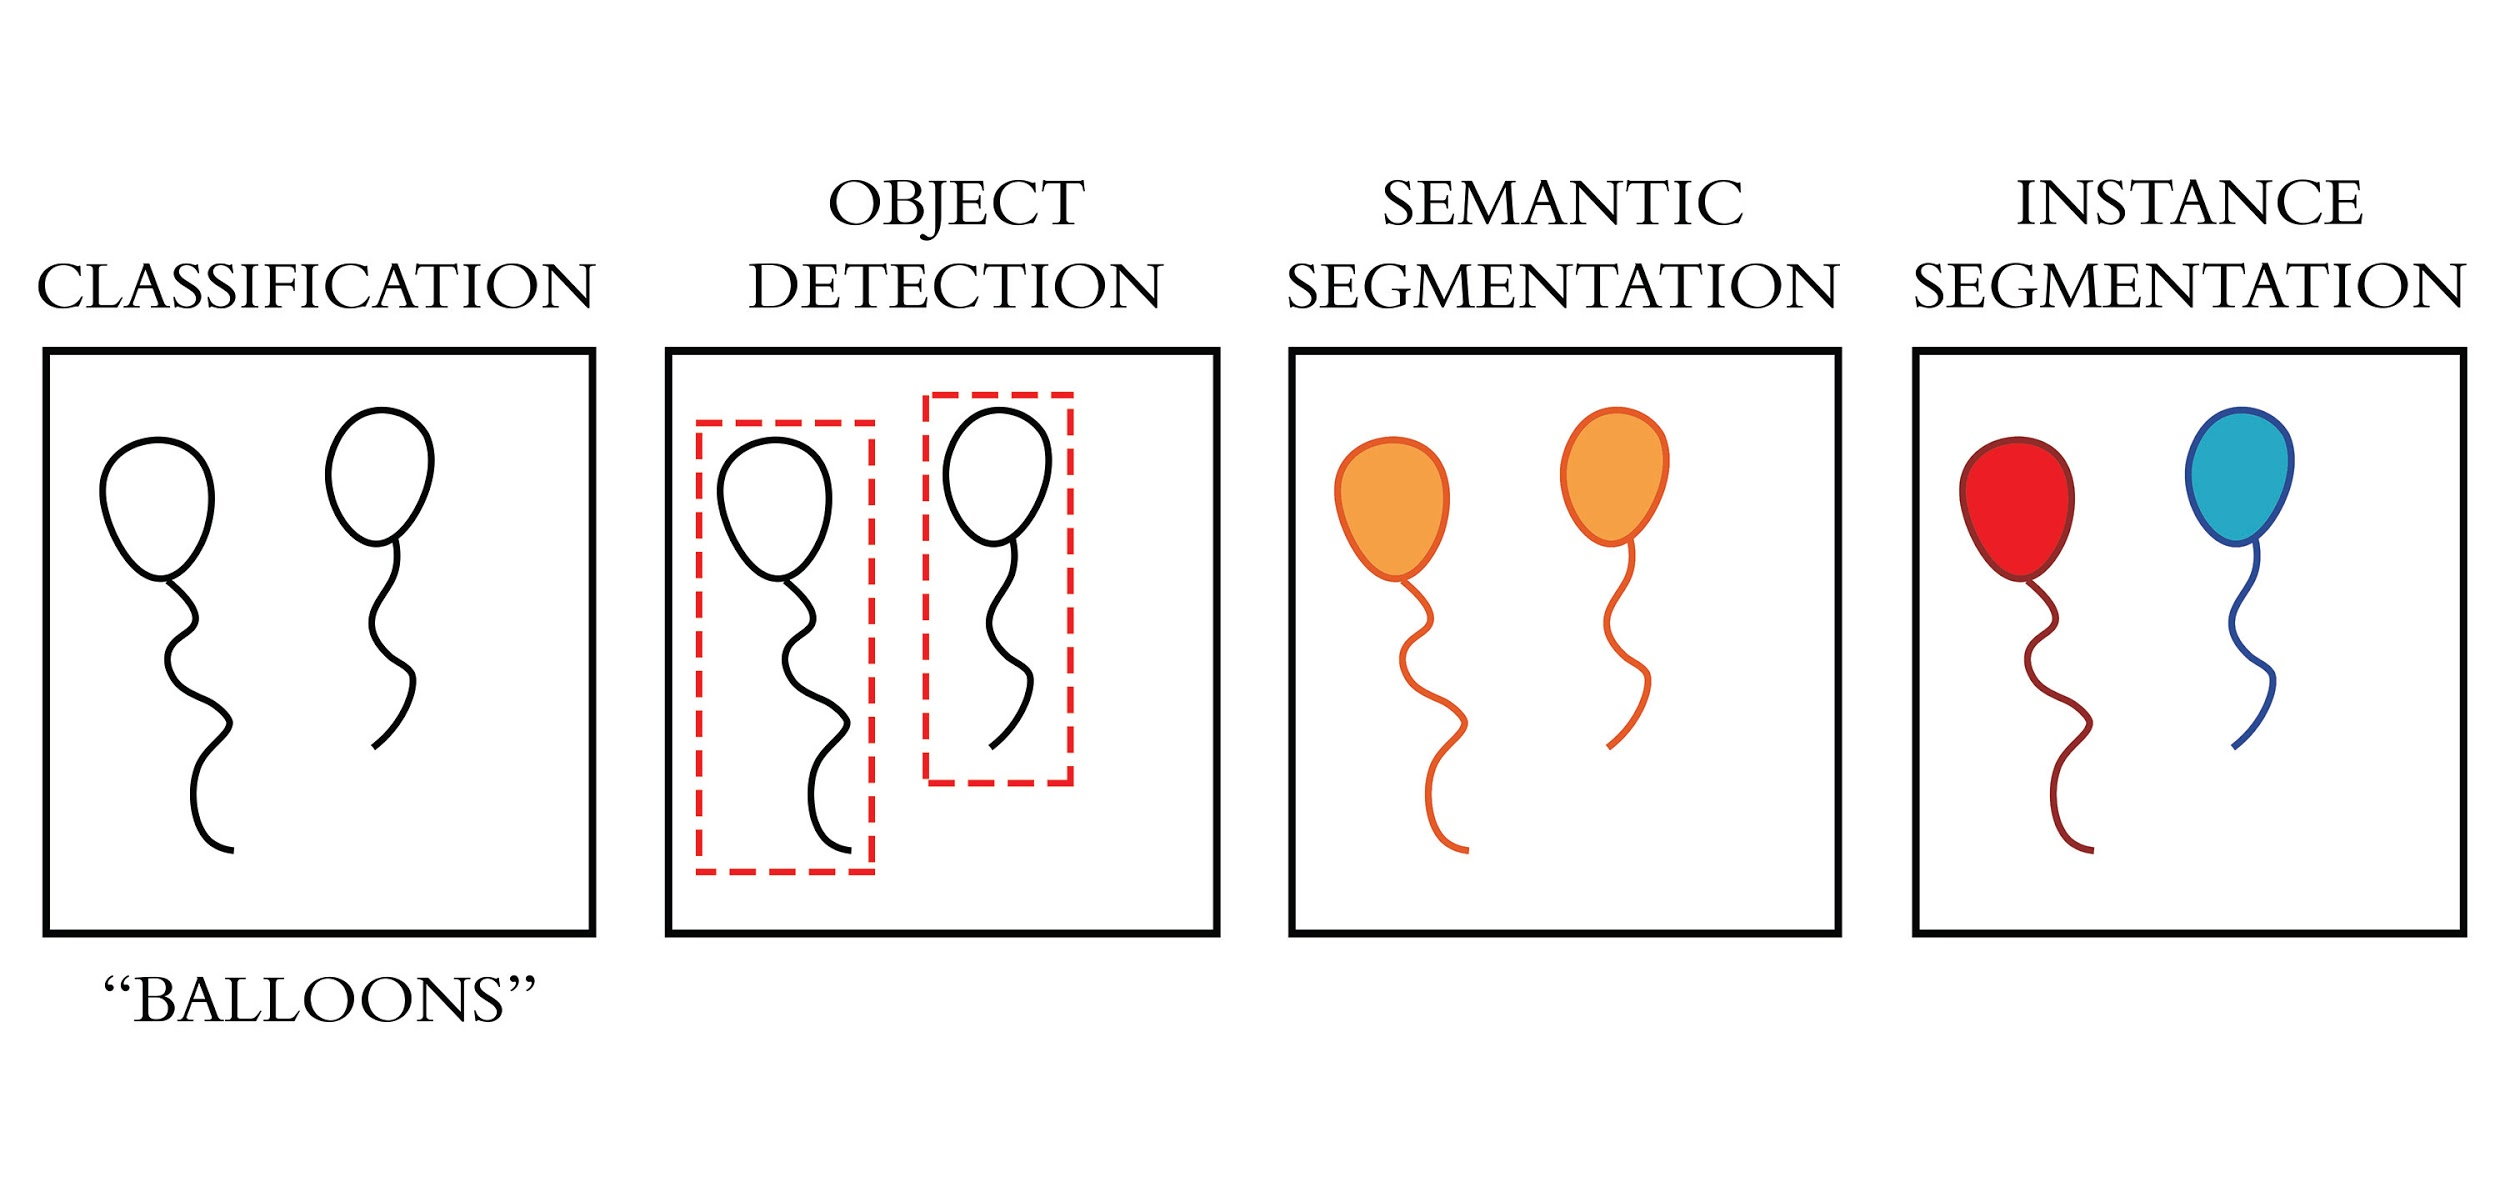 CLASSIFICATION
OBJECT
DETECTION
SEMANTIC
SEGMENTATION
INSTANCE
SEGMENTATION
“BALLOONS”